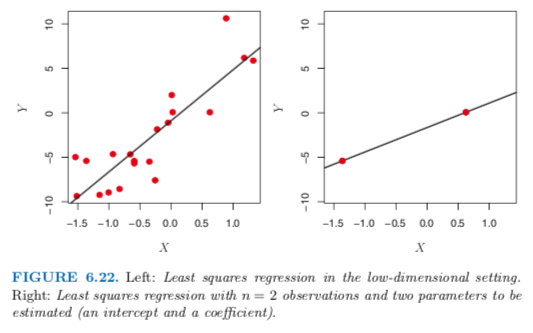 10
5
0
−5
−10
Y
−1.5 −1.0 −0.5 0.0 0.5 1.0
X
10
5
0
−5
−10
Y
−1.5 −1.0 −0.5 0.0 0.5 1.0
X
FIGURE 6.22. Left: Least squares regression in the low-dimensional setting.
Right: Least squares regression with n = 2 observations and two parameters to be
estimated (an intercept and a coefficient).